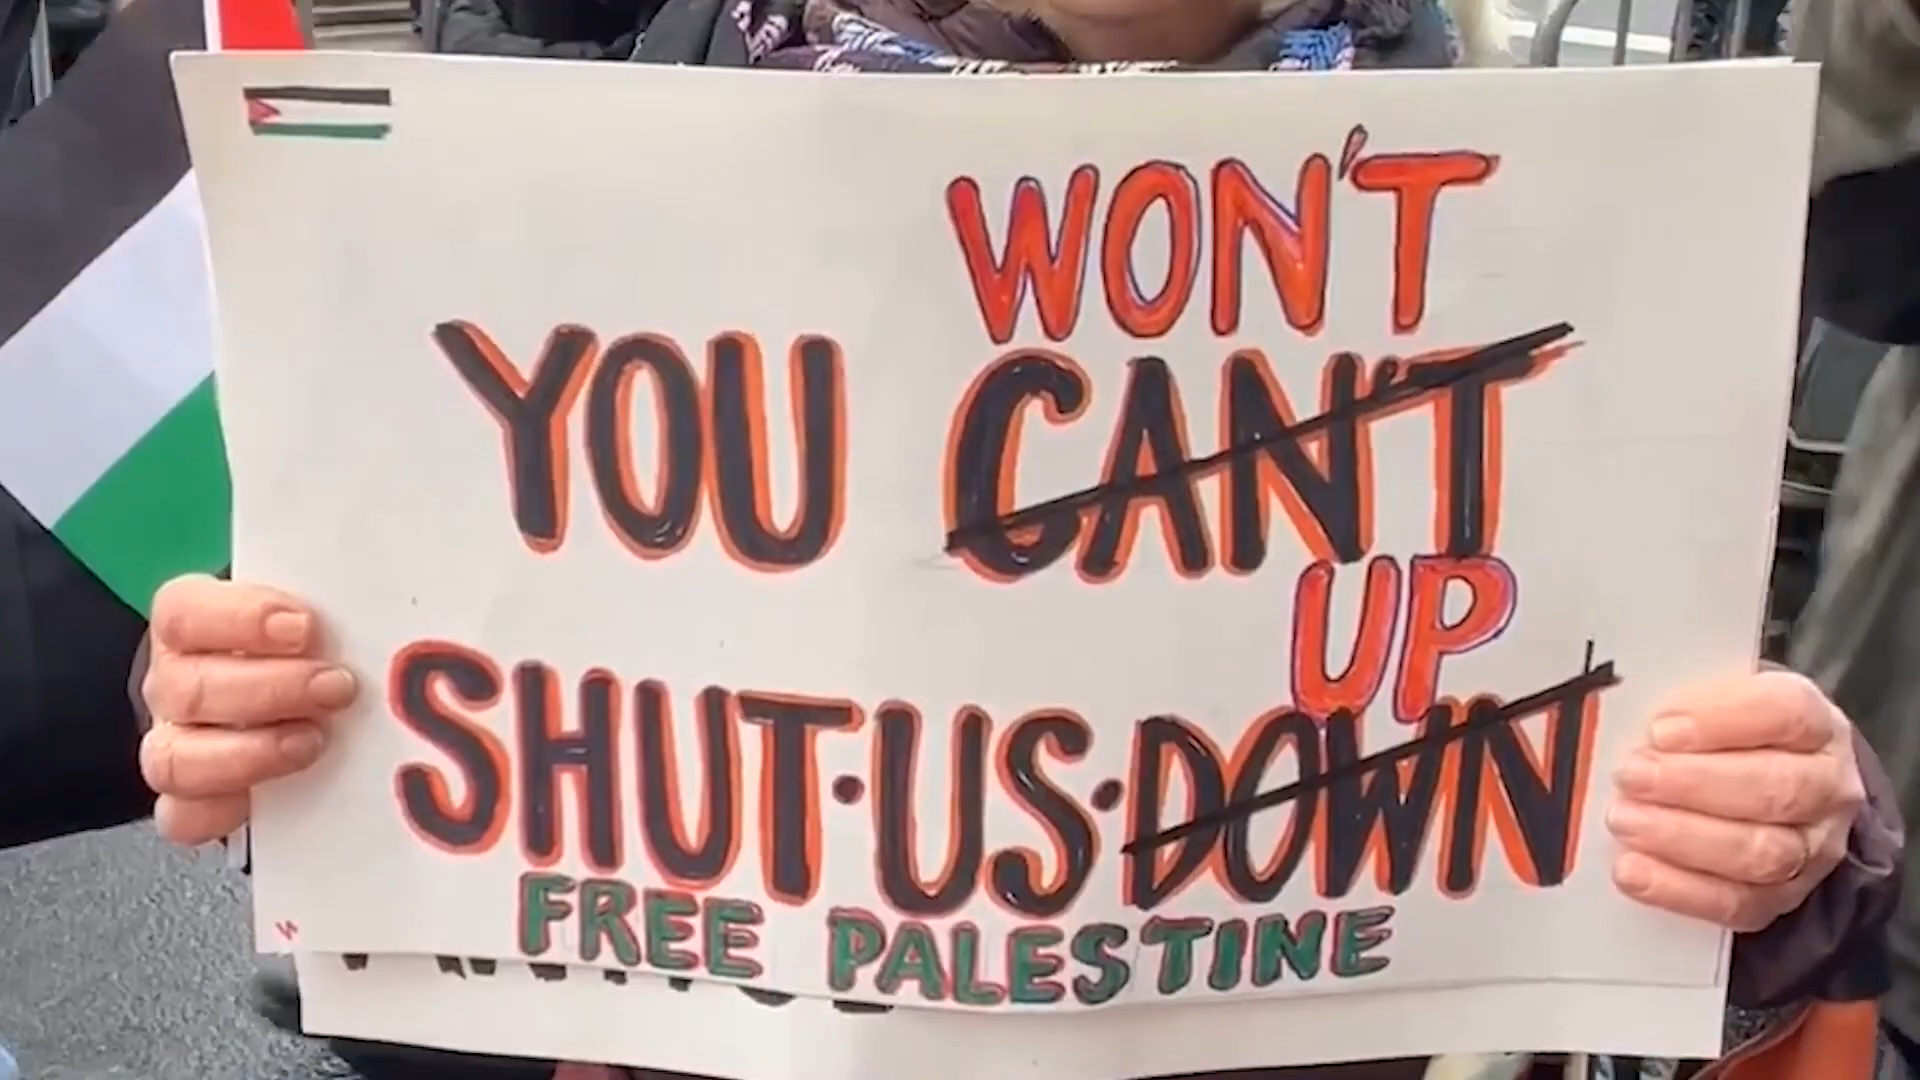 WON'T
YOU CAN'T
UP
SHUT·US·DOWN
FREE PALESTINE